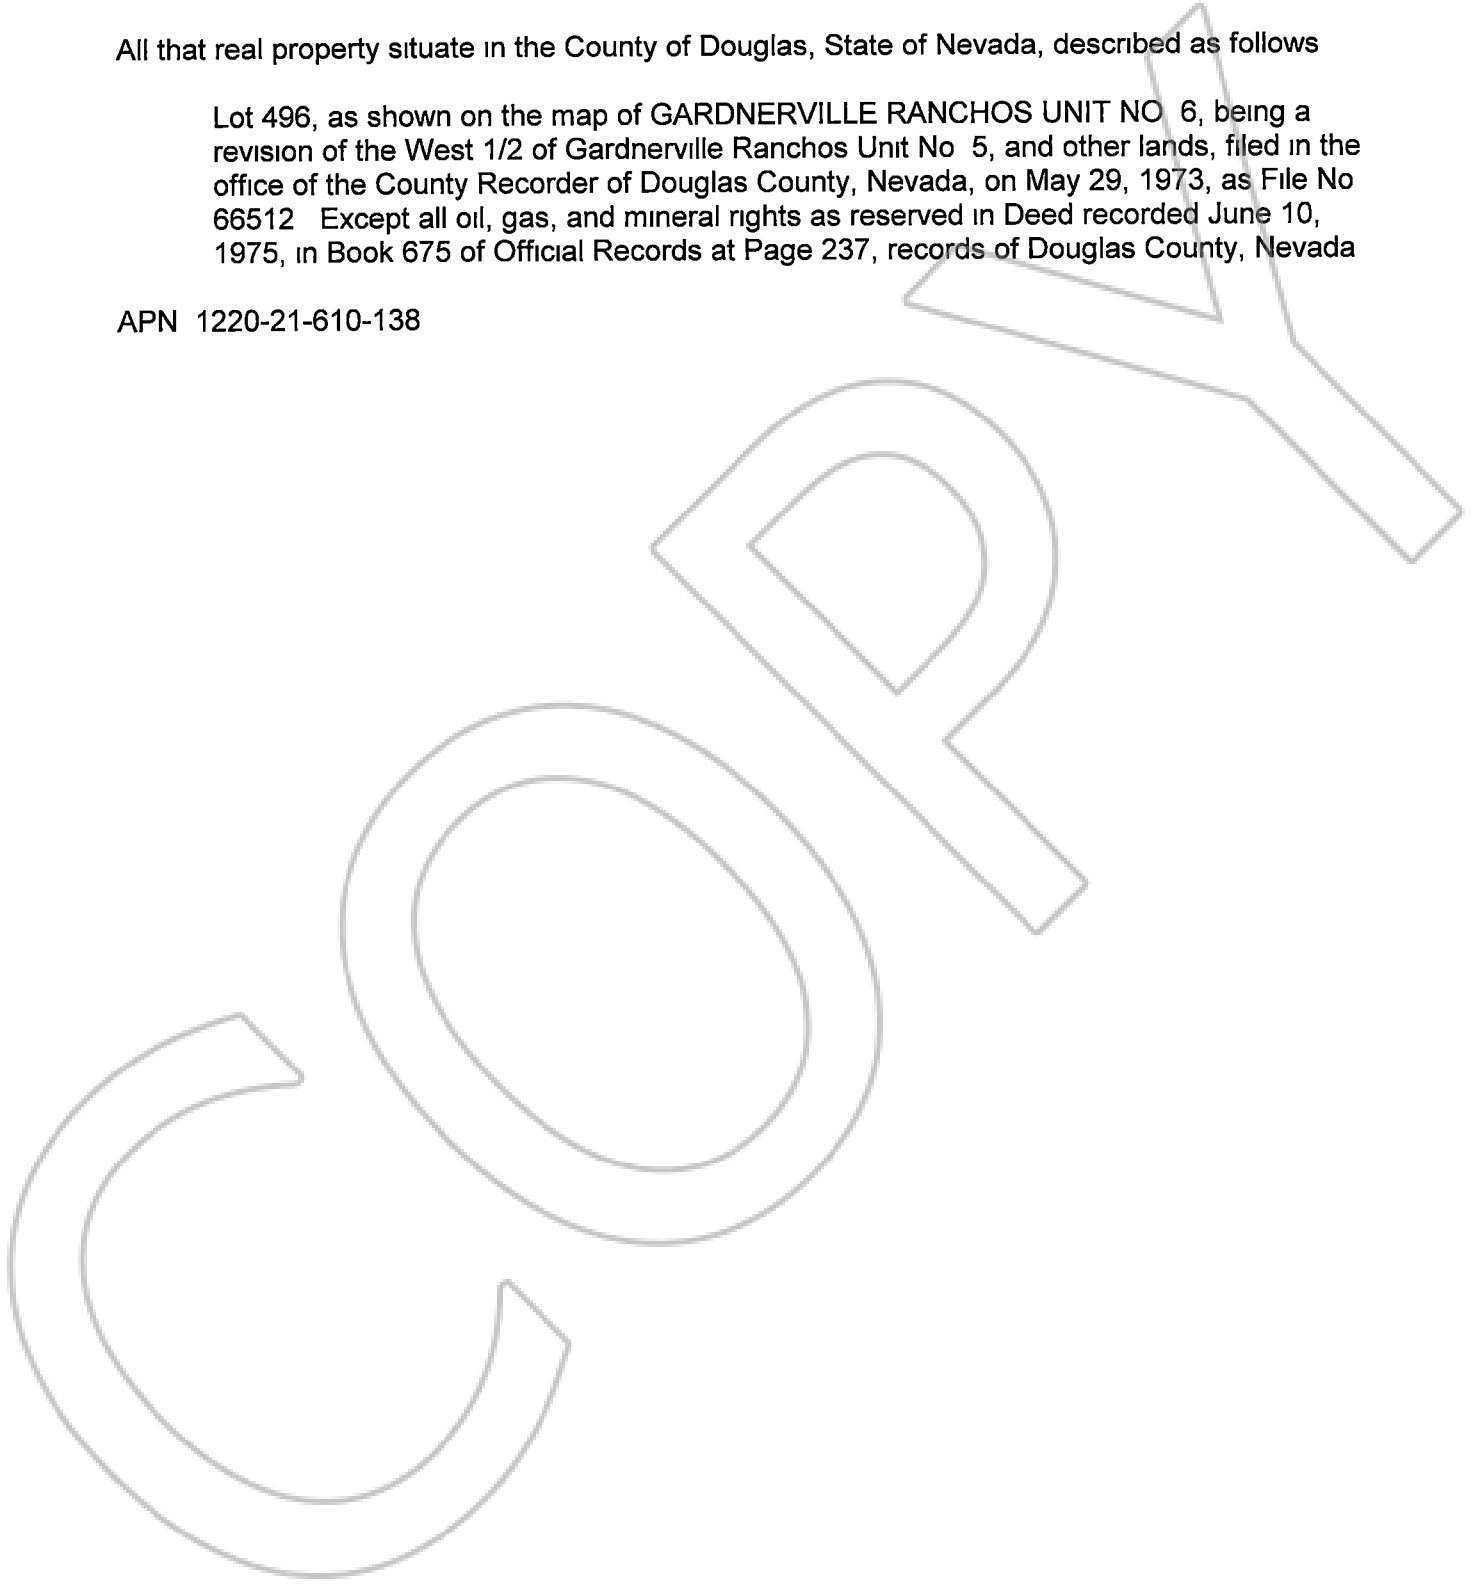 All that real property situate in the County of Douglas, State of Nevada, described as follows
Lot 496, as shown on the map of GARDNERVILLE RANCHOS UNIT NO 6, being a
revision of the West 1/2 of Gardnerville Ranchos Unit No 5, and other lands, filed in the
office of the County Recorder of Douglas County, Nevada, on May 29, 1973, as File No
66512 Except all oil, gas, and mineral rights as reserved in Deed recorded June 10,
1975, in Book 675 of Official Records at Page 237, records of Douglas County, Nevada
APN 1220-21-610-138
COPY